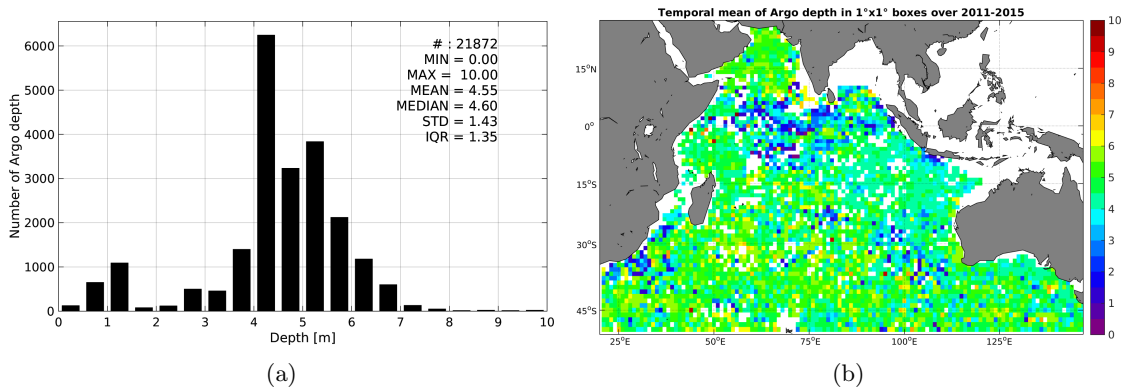 6000
5000
4000
3000
2000
1000
0
Number of Argo depth
# : 21872
MIN = 0.00
MAX = 10.00
MEAN = 4.55
MEDIAN = 4.60
STD = 1.43
IQR = 1.35
0 1 2 3 4 5 6 7 8 9 10
Depth [m]
(a)
Temporal mean of Argo depth in 1°x1° boxes over 2011-2015
15°N
0°
15°S
30°S
45°S
25°E 50°E 75°E 100°E 125°E
10
9
8
7
6
5
4
3
2
1
0
(b)